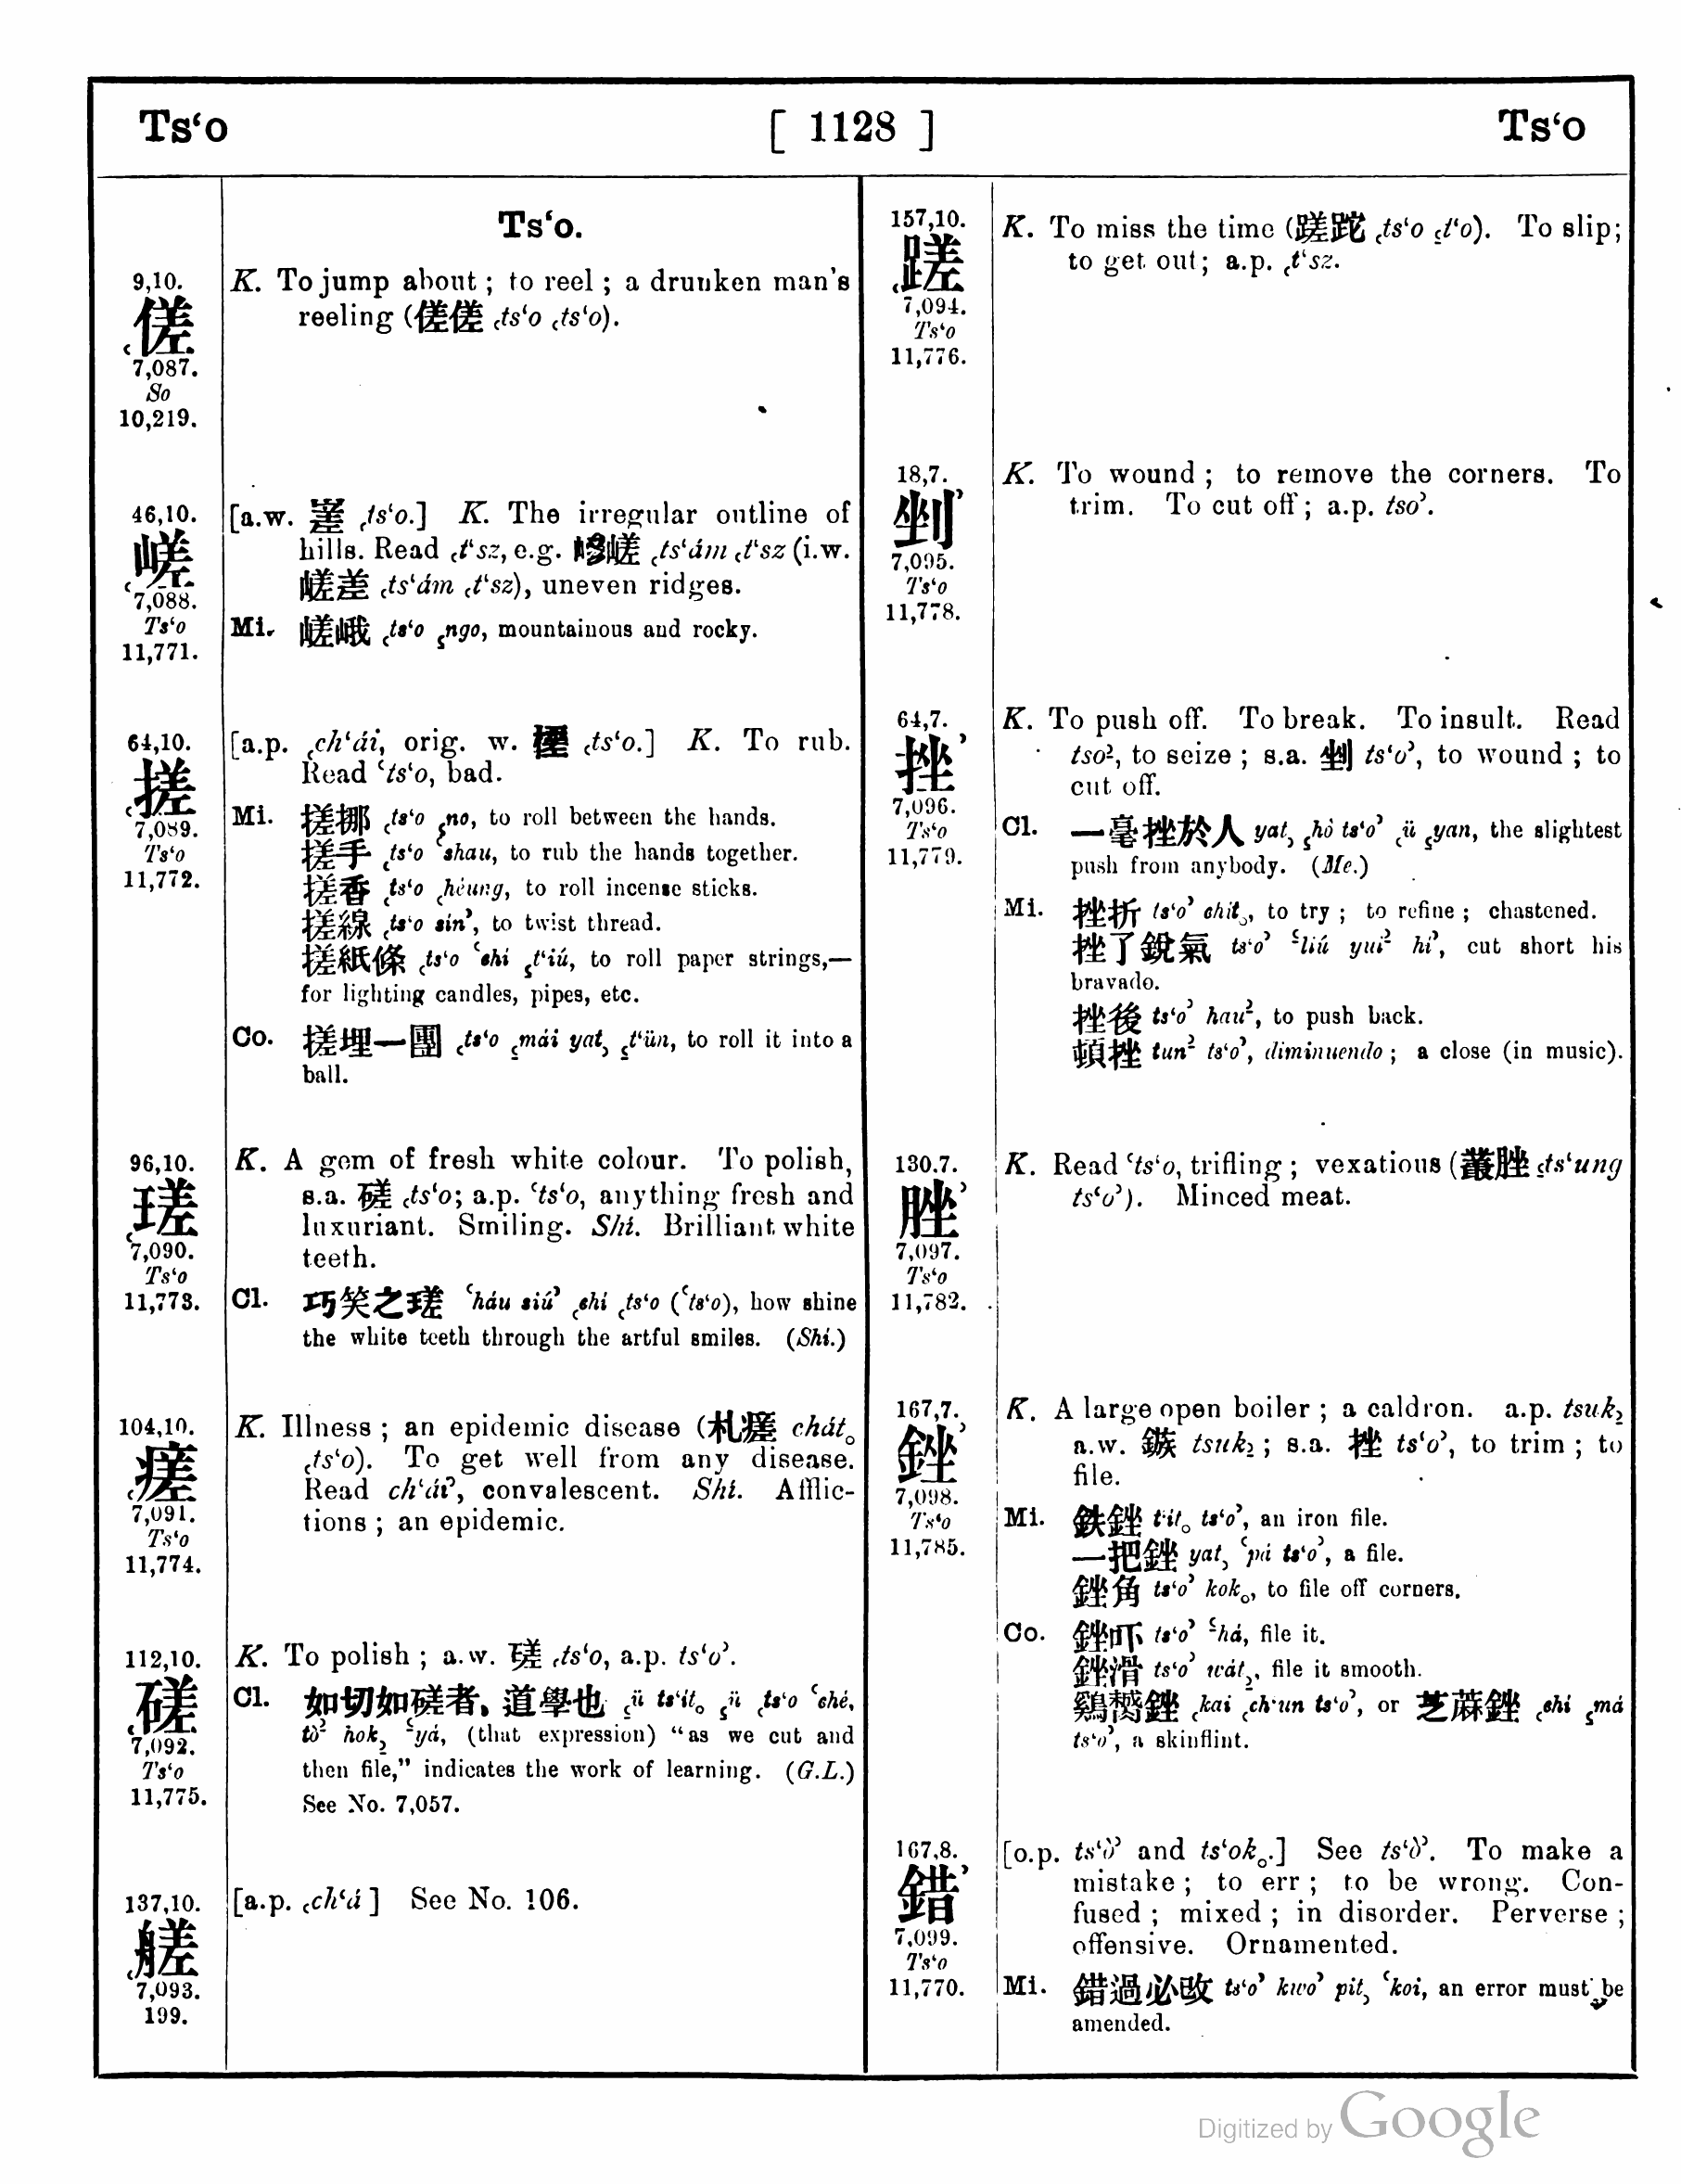 Ts‘o [ 1128 ] Ts‘o
Ts‘o.
9,10.
傞
7,087.
So
10,219.
K. To jump about; to reel; a drunken man's
reeling (傞傞 ꜀ts‘o ꜀ts‘o).
46,10.
嵯
7,088.
Ts‘o
11,771.
[a.w. 嵳 ꜀ts‘o.] K. The irregular outline of
hills. Read ꜀t‘sz, e.g. 嵾嵯 ꜀ts‘ám ꜀t‘sz (i.w.
嵯差 ꜀ts‘ám ꜀t‘sz), uneven ridges.
Mi. 嵯峨 ꜀ts‘o ꜁ngo, mountainous and rocky.
64,10.
搓
7,089.
Ts‘o
11,772.
[a.p. ꜀ch‘ái, orig. w. ꜀ts‘o.] K. To rub.
Read ꜂ts‘o, bad.
Mi. 搓挪 ꜀ts‘o ꜁no, to roll between the hands.
搓手 ꜀ts‘o ꜂shau, to rub the hands together.
搓香 ꜀ts‘o ꜀héung, to roll incense sticks.
搓線 ꜀ts‘o sin꜄, to twist thread.
搓紙條 ꜀ts‘o ꜂chi ꜁t‘iú, to roll paper strings,—
for lighting candles, pipes, etc.
Co. 搓埋一團 ꜀ts‘o ꜁mái yat꜆ ꜁t‘ün, to roll it into a
ball.
96,10.
瑳
7,090.
Ts‘o
11,773.
K. A gem of fresh white colour. To polish,
s.a. 磋 ꜀ts‘o; a.p. ꜂ts‘o, anything fresh and
luxuriant. Smiling. Shí. Brilliant white
teeth.
Cl. 巧笑之瑳 ꜂háu siú꜄ ꜀chí ꜀ts‘o (꜂ts‘o), how shine
the white teeth through the artful smiles. (Shí.)
104,10.
瘥
7,091.
Ts‘o
11,774.
K. Illness; an epidemic disease (札瘥 chát꜀
꜀ts‘o). To get well from any disease.
Read ch‘ái꜄, convalescent. Shí. Afflic-
tions; an epidemic.
112,10.
磋
7,092.
Ts‘o
11,775.
K. To polish; a.w. 瑳 ꜀ts‘o, a.p. ts‘o꜄.
Cl. 如切如磋者, 道學也 ꜁ü ts‘ít꜀ ꜁ü ꜀ts‘o ꜂ché,
tò꜅ hok꜇ ꜃yá, (that expression) “as we cut and
then file,” indicates the work of learning. (G.L.)
See No. 7,057.
137,10.
艖
7,093.
199.
[a.p. ꜀ch‘á] See No. 106.
157,10.
蹉
7,094.
Ts‘o
11,776.
K. To miss the time (蹉跎 ꜀ts‘o ꜁t‘o). To slip;
to get out; a.p. ꜀t‘sz.
18,7.
剉
7,095.
Ts‘o
11,778.
K. To wound; to remove the corners. To
trim. To cut off; a.p. tso꜄.
64,7.
挫
7,096.
Ts‘o
11,779.
K. To push off. To break. To insult. Read
tso꜅, to seize; s.a. 剉 ts‘o꜄, to wound; to
cut off.
Cl. 一毫挫於人 yat꜆ ꜁hò ts‘o꜄ ꜀ü ꜁yan, the slightest
push from anybody. (Me.)
Mi. 挫折 ts‘o꜄ chit꜀, to try; to refine; chastened.
挫了銳氣 ts‘o꜄ ꜃liú yui꜅ hi꜄, cut short his
bravado.
挫後 ts‘o꜄ hau꜅, to push back.
頓挫 tun꜅ ts‘o꜄, diminuendo; a close (in music).
130.7.
脞
7,097.
Ts‘o
11,782.
K. Read ꜂ts‘o, trifling; vexatious (叢脞 ꜁ts‘ung
ts‘o꜄). Minced meat.
167,7.
銼
7,098.
Ts‘o
11,785.
K. A large open boiler; a caldron. a.p. tsuk꜇
a.w. 鏃 tsuk꜇; s.a. 挫 ts‘o꜄, to trim; to
file.
Mi. 鉄銼 t‘it꜀ ts‘o꜄, an iron file.
一把銼 yat꜆ ꜂pá ts‘o꜄, a file.
銼角 ts‘o꜄ kok꜀, to file off corners.
Co. 銼吓 ts‘o꜄ ꜃há, file it.
銼滑 ts‘o꜄ wát꜇, file it smooth.
銼 ꜀kai ꜀ch‘un ts‘o꜄, or 芝蔴銼 ꜀chi ꜁má
ts‘o꜄, a skinflint.
167,8.
錯
7,099.
Ts‘o
11,770.
[o.p. ts‘ò꜄ and ts‘ok꜀.] See ts‘ò꜄. To make a
mistake; to err; to be wrong. Con-
fused; mixed; in disorder. Perverse;
offensive. Ornamented.
Mi. 錯過必改 ts‘o꜄ kwo꜄ pit꜆ ꜂koi, an error must be
amended.
Digitized by Google